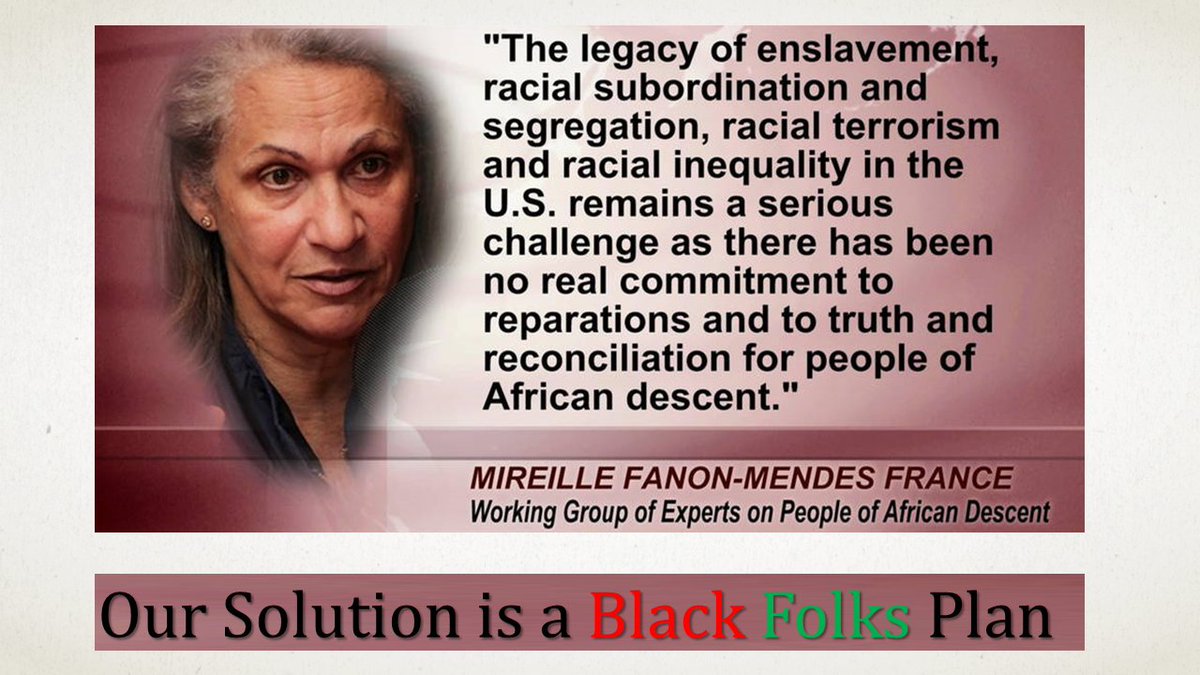 "The legacy of enslavement,
racial subordination and
segregation, racial terrorism
and racial inequality in the
U.S. remains a serious
challenge as there has been
no real commitment to
reparations and to truth and
reconciliation for people of
African descent."
MIREILLE FANON-MENDES FRANCE
Working Group of Experts on People of African Descent
Our Solution is a Black Folks Plan